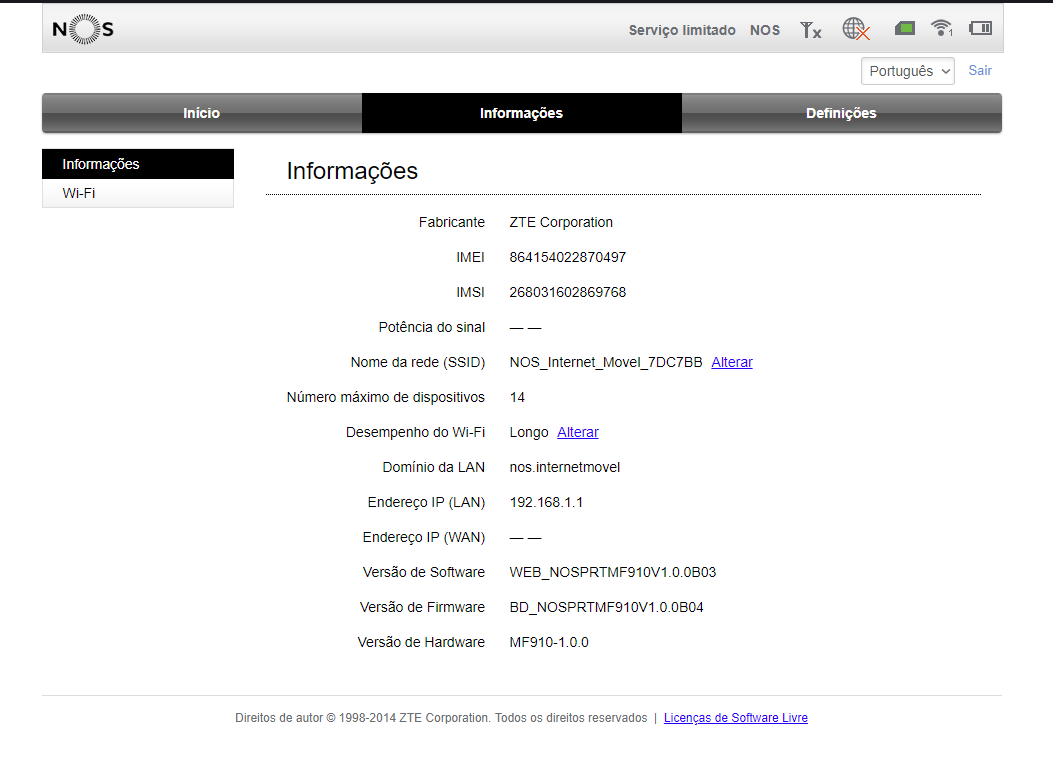 NOS
Serviço limitado NOS
1
Português Sair
Início Informações Definições
Informações
Wi-Fi
Informações
Fabricante ZTE Corporation
IMEI 864154022870497
IMSI 268031602869768
Potência do sinal — —
Nome da rede (SSID) NOS_Internet_Movel_7DC7BB Alterar
Número máximo de dispositivos 14
Desempenho do Wi-Fi Longo Alterar
Domínio da LAN nos.internetmovel
Endereço IP (LAN) 192.168.1.1
Endereço IP (WAN) — —
Versão de Software WEB_NOSPRTMF910V1.0.0B03
Versão de Firmware BD_NOSPRTMF910V1.0.0B04
Versão de Hardware MF910-1.0.0
Direitos de autor © 1998-2014 ZTE Corporation. Todos os direitos reservados | Licenças de Software Livre